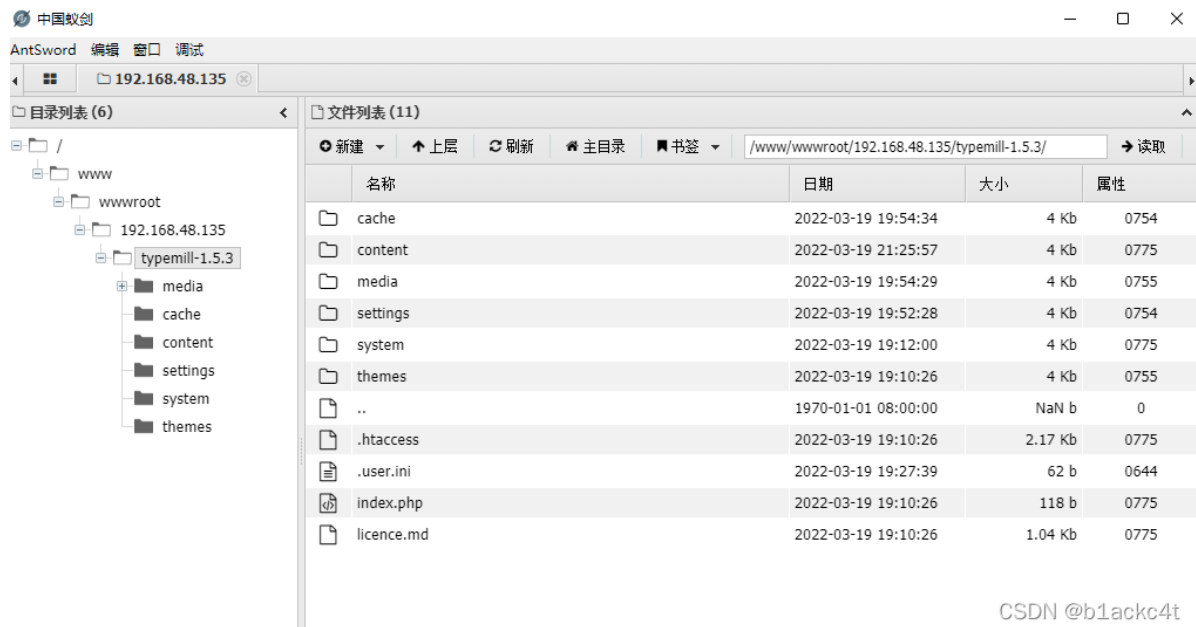 中国蚁剑
AntSword 编辑 窗口 调试
192.168.48.135
目录列表 (6)
/
www
wwwroot
192.168.48.135
typemill-1.5.3
media
cache
content
settings
system
themes
文件列表 (11)
新建 上层 刷新 主目录 书签 /www/wwwroot/192.168.48.135/typemill-1.5.3/ 读取
名称 日期 大小 属性
cache 2022-03-19 19:54:34 4 Kb 0754
content 2022-03-19 21:25:57 4 Kb 0775
media 2022-03-19 19:54:29 4 Kb 0755
settings 2022-03-19 19:52:28 4 Kb 0754
system 2022-03-19 19:12:00 4 Kb 0775
themes 2022-03-19 19:10:26 4 Kb 0755
.. 1970-01-01 08:00:00 NaN b 0
.htaccess 2022-03-19 19:10:26 2.17 Kb 0775
.user.ini 2022-03-19 19:27:39 62 b 0644
index.php 2022-03-19 19:10:26 118 b 0775
licence.md 2022-03-19 19:10:26 1.04 Kb 0775
CSDN @b1ackc4t